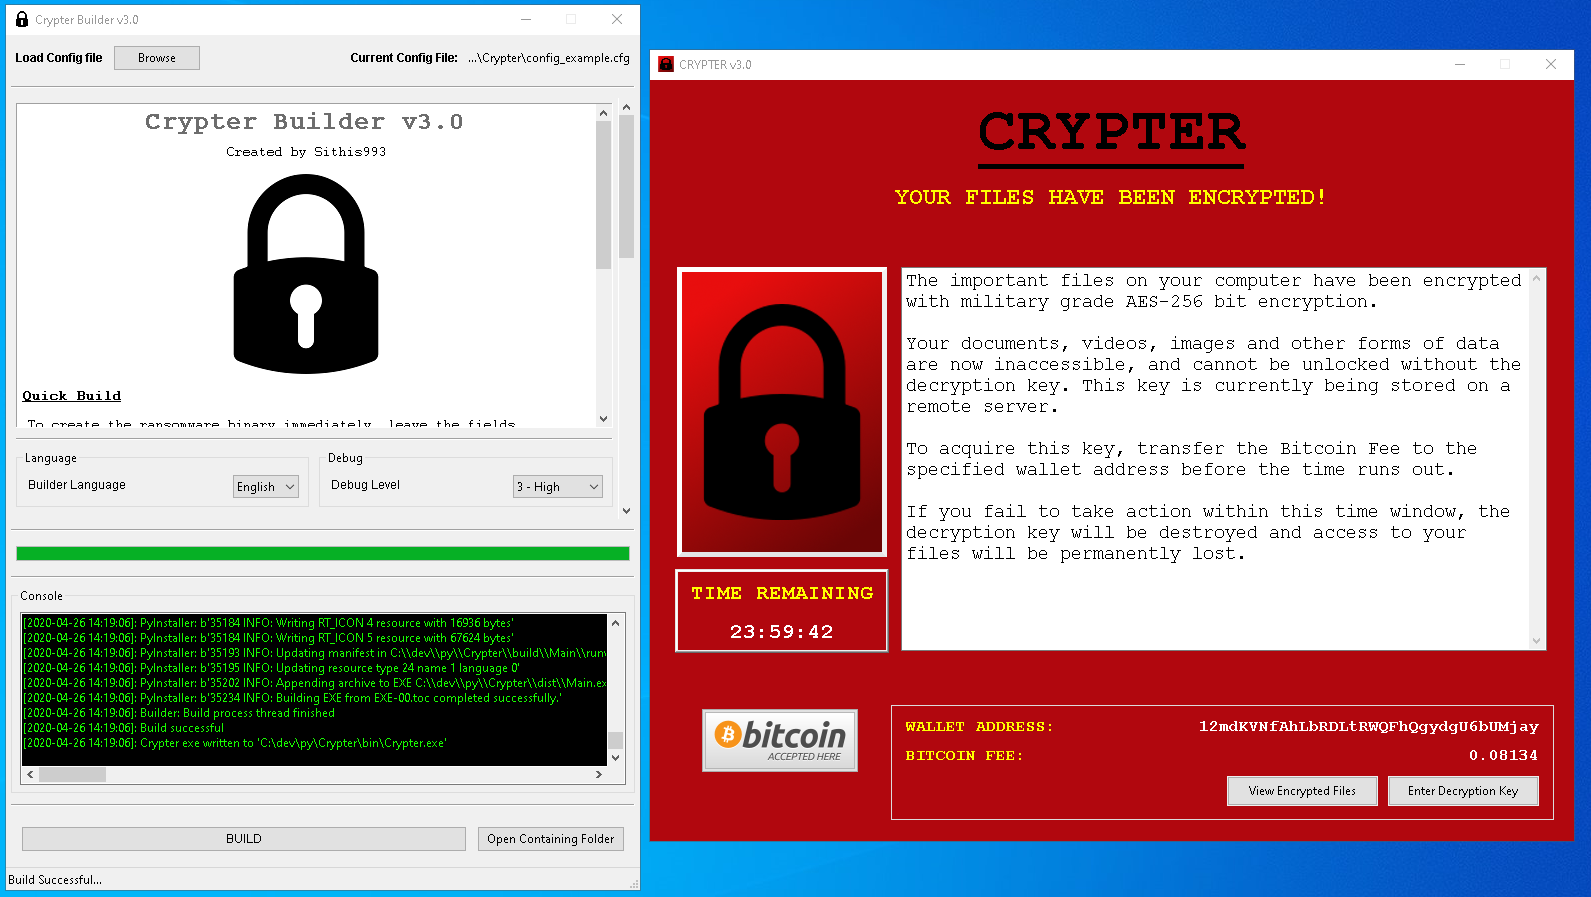 Crypter Builder v3.0
Load Config file
Browse
Current Config File:
...\Crypter\config_example.cfg
Crypter Builder v3.0
Created by Sithis993
Quick Build
To create the ransomware binary immediately, leave the fields
Language
Builder Language
English
Debug
Debug Level
3 - High
Console
[2020-04-26 14:19:06]: PyInstaller: b'35184 INFO: Writing RT_ICON 4 resource with 16936 bytes'
[2020-04-26 14:19:06]: PyInstaller: b'35184 INFO: Writing RT_ICON 5 resource with 67624 bytes'
[2020-04-26 14:19:06]: PyInstaller: b'35193 INFO: Updating manifest in C:\\dev\\py\\Crypter\\build\\Main\\run
[2020-04-26 14:19:06]: PyInstaller: b'35195 INFO: Updating resource type 24 name 1 language 0'
[2020-04-26 14:19:06]: PyInstaller: b'35202 INFO: Appending archive to EXE C:\\dev\\py\\Crypter\\dist\\Main.ex
[2020-04-26 14:19:06]: PyInstaller: b'35234 INFO: Building EXE from EXE-00.toc completed successfully.'
[2020-04-26 14:19:06]: Builder: Build process thread finished
[2020-04-26 14:19:06]: Build successful
[2020-04-26 14:19:06]: Crypter exe written to 'C:\dev\py\Crypter\bin\Crypter.exe'
BUILD
Open Containing Folder
Build Successful...
CRYPTER v3.0
CRYPTER
YOUR FILES HAVE BEEN ENCRYPTED!
The important files on your computer have been encrypted
with military grade AES-256 bit encryption.
Your documents, videos, images and other forms of data
are now inaccessible, and cannot be unlocked without the
decryption key. This key is currently being stored on a
remote server.
To acquire this key, transfer the Bitcoin Fee to the
specified wallet address before the time runs out.
If you fail to take action within this time window, the
decryption key will be destroyed and access to your
files will be permanently lost.
TIME REMAINING
23:59:42
bitcoin
ACCEPTED HERE
WALLET ADDRESS:
12mdKVNfAhLbRDLtRWQFhQgydgU6bUMjay
BITCOIN FEE:
0.08134
View Encrypted Files
Enter Decryption Key